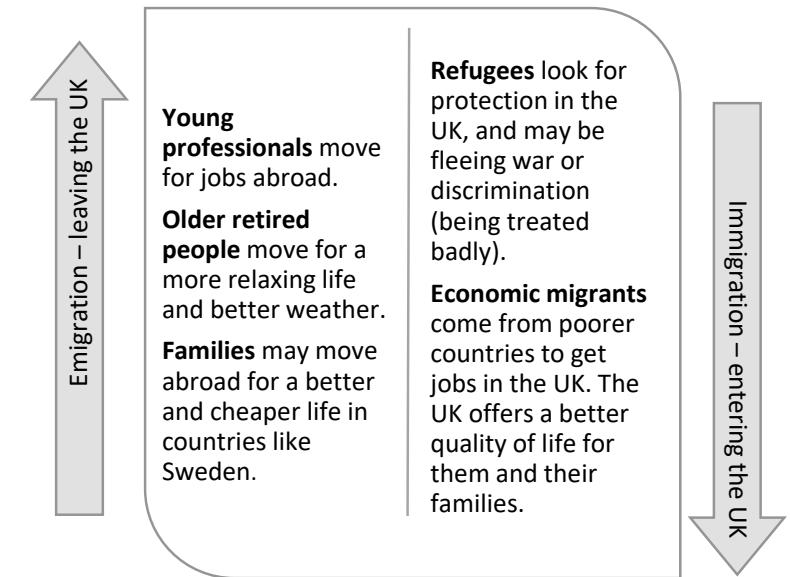 Emigration – leaving the UK
Young
professionals move
for jobs abroad.
Older retired
people move for a
more relaxing life
and better weather.
Families may move
abroad for a better
and cheaper life in
countries like
Sweden.
Refugees look for
protection in the
UK, and may be
fleeing war or
discrimination
(being treated
badly).
Economic migrants
come from poorer
countries to get
jobs in the UK. The
UK offers a better
quality of life for
them and their
families.
Immigration – entering the UK